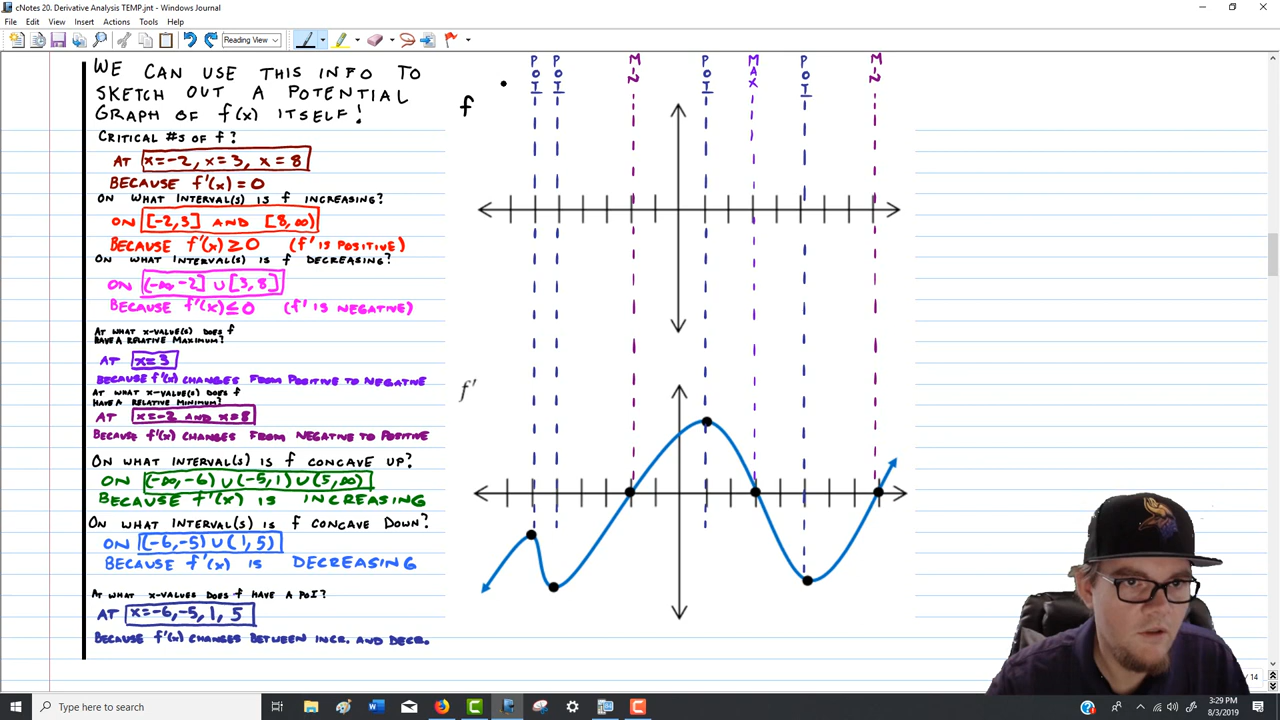 cNotes 20. Derivative Analysis TEMP.jnt - Windows Journal
File Edit View Insert Actions Tools Help
Reading View
WE CAN USE THIS INFO TO
SKETCH OUT A POTENTIAL
GRAPH OF f(x) ITSELF!
CRITICAL #S OF f?
AT x=-2, x=3, x=8
BECAUSE f'(x)=0
ON WHAT INTERVAL(S) IS f INCREASING?
ON [-2,3] AND [8,∞)
BECAUSE f'(x)≥0 (f' IS POSITIVE)
ON WHAT INTERVAL(S) IS f DECREASING?
ON (-∞,-2] ∪ [3,8]
BECAUSE f'(x)≤0 (f' IS NEGATIVE)
AT WHAT X-VALUE(S) DOES f
HAVE A RELATIVE MAXIMUM?
AT x=3
BECAUSE f'(x) CHANGES FROM POSITIVE TO NEGATIVE
AT WHAT X-VALUE(S) DOES f
HAVE A RELATIVE MINIMUM?
AT x=-2 AND x=8
BECAUSE f'(x) CHANGES FROM NEGATIVE TO POSITIVE
ON WHAT INTERVAL(S) IS f CONCAVE UP?
ON (-∞,-6) ∪ (-5,1) ∪ (5,∞)
BECAUSE f'(x) IS INCREASING
ON WHAT INTERVAL(S) IS f CONCAVE DOWN?
ON (-6,-5) ∪ (1,5)
BECAUSE f'(x) IS DECREASING
AT WHAT X-VALUES DOES f HAVE A POI?
AT x=-6,-5,1,5
BECAUSE f'(x) CHANGES BETWEEN INCR. AND DECR.
POI POI MIN POI MAX POI MIN
f
f'
/ 14
Type here to search
3:29 PM
8/3/2019